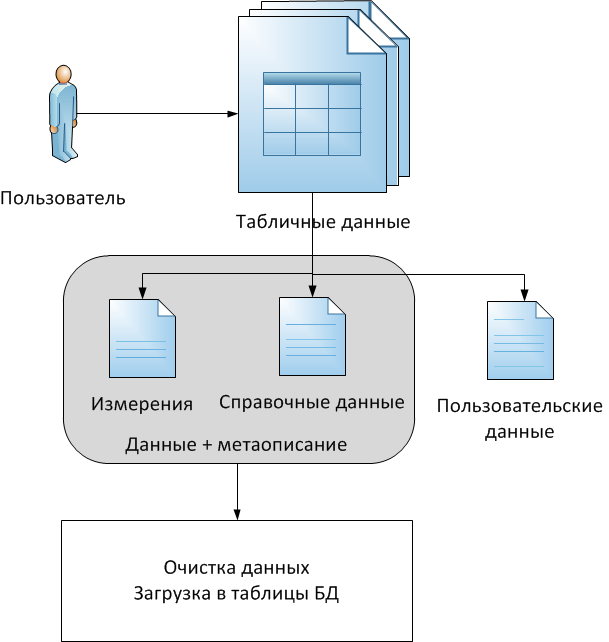 Пользователь
Табличные данные
Измерения
Справочные данные
Пользовательские
данные
Данные + метаописание
Очистка данных
Загрузка в таблицы БД